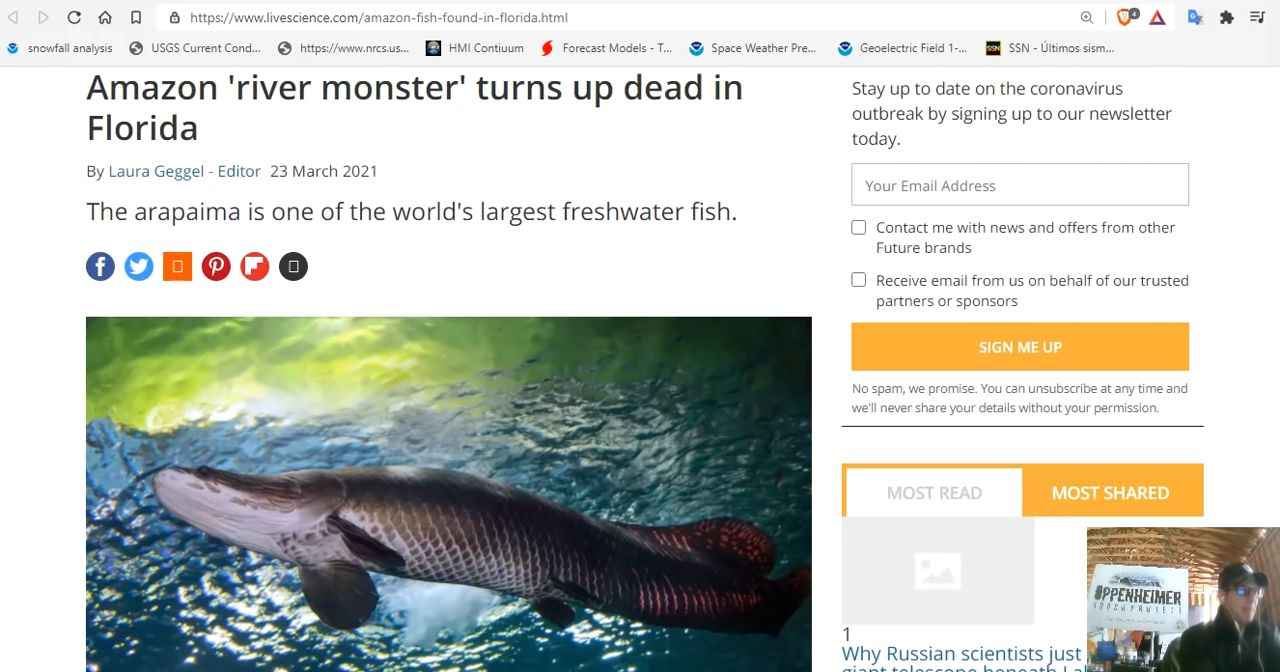 https://www.livescience.com/amazon-fish-found-in-florida.html
4
snowfall analysis
USGS Current Cond...
https://www.nrcs.us...
HMI Contiuum
Forecast Models - T...
Space Weather Pre...
Geoelectric Field 1-...
SSN
SSN - Últimos sism...
Amazon 'river monster' turns up dead in
Florida
By Laura Geggel - Editor 23 March 2021
The arapaima is one of the world's largest freshwater fish.
Stay up to date on the coronavirus
outbreak by signing up to our newsletter
today.
Your Email Address
Contact me with news and offers from other
Future brands
Receive email from us on behalf of our trusted
partners or sponsors
SIGN ME UP
No spam, we promise. You can unsubscribe at any time and
we'll never share your details without your permission.
MOST READ
MOST SHARED
1
Why Russian scientists just
giant telescope beneath
OPPENHEIMER